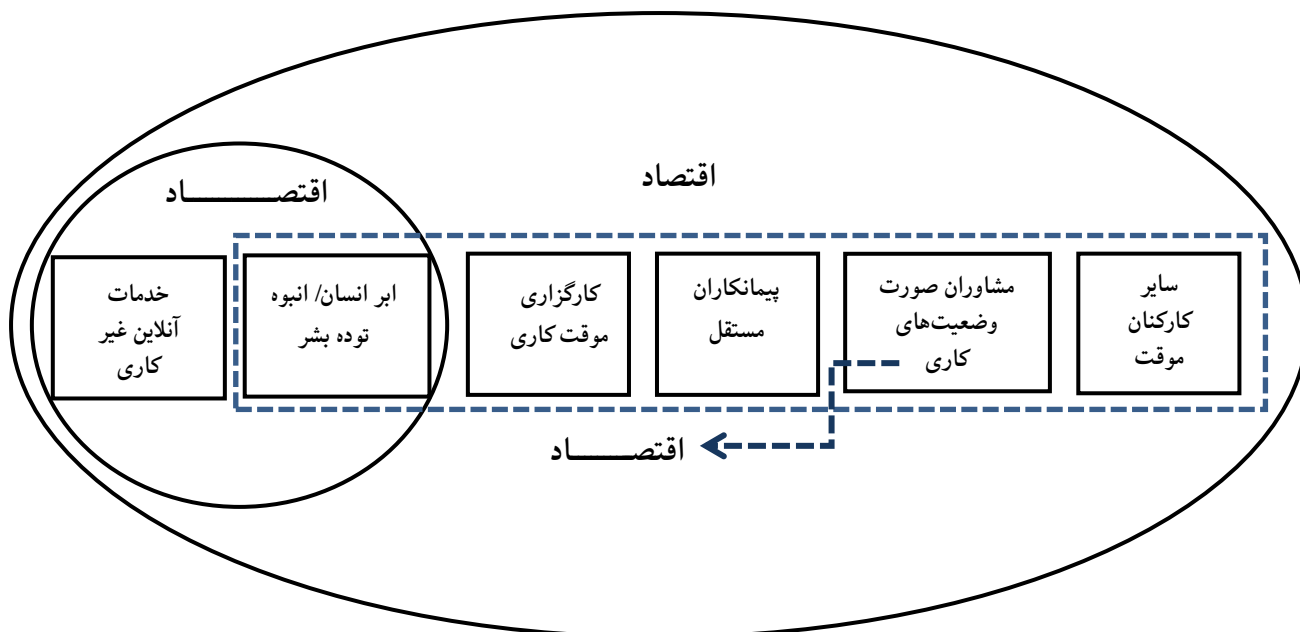 اقتصاد
اقتصـــــــــاد
سایر
کارکنان
موقت
مشاوران صورت
وضعیت‌های
کاری
پیمانکاران
مستقل
کارگزاری
موقت کاری
ابر انسان/ انبوه
توده بشر
خدمات
آنلاین غیر
کاری
اقتصـــــــاد